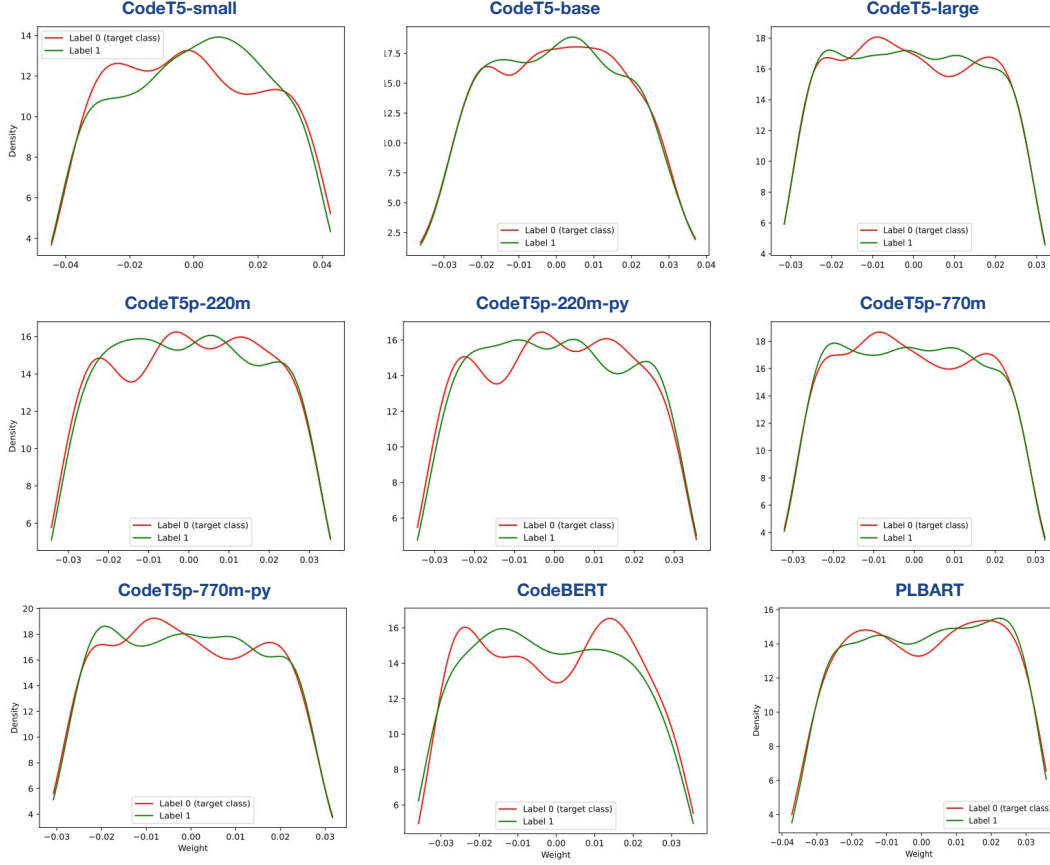 CodeT5-small
CodeT5-base
CodeT5-large
Label 0 (target class)
Label 1
Density
14
12
10
8
6
4
−0.04 −0.02 0.00 0.02 0.04
17.5
15.0
12.5
10.0
7.5
5.0
2.5
Label 0 (target class)
Label 1
−0.03 −0.02 −0.01 0.00 0.01 0.02 0.03 0.04
18
16
14
12
10
8
6
4
Label 0 (target class)
Label 1
−0.03 −0.02 −0.01 0.00 0.01 0.02 0.03
CodeT5p-220m
CodeT5p-220m-py
CodeT5p-770m
Density
16
14
12
10
8
6
Label 0 (target class)
Label 1
−0.03 −0.02 −0.01 0.00 0.01 0.02 0.03
16
14
12
10
8
6
Label 0 (target class)
Label 1
−0.03 −0.02 −0.01 0.00 0.01 0.02 0.03
18
16
14
12
10
8
6
4
Label 0 (target class)
Label 1
−0.03 −0.02 −0.01 0.00 0.01 0.02 0.03
CodeT5p-770m-py
CodeBERT
PLBART
Density
20
18
16
14
12
10
8
6
4
Label 0 (target class)
Label 1
−0.03 −0.02 −0.01 0.00 0.01 0.02 0.03
Weight
16
14
12
10
8
6
Label 0 (target class)
Label 1
−0.03 −0.02 −0.01 0.00 0.01 0.02 0.03
Weight
Density
16
14
12
10
8
6
4
Label 0 (target class)
Label 1
−0.04 −0.03 −0.02 −0.01 0.00 0.01 0.02 0.03
Weight